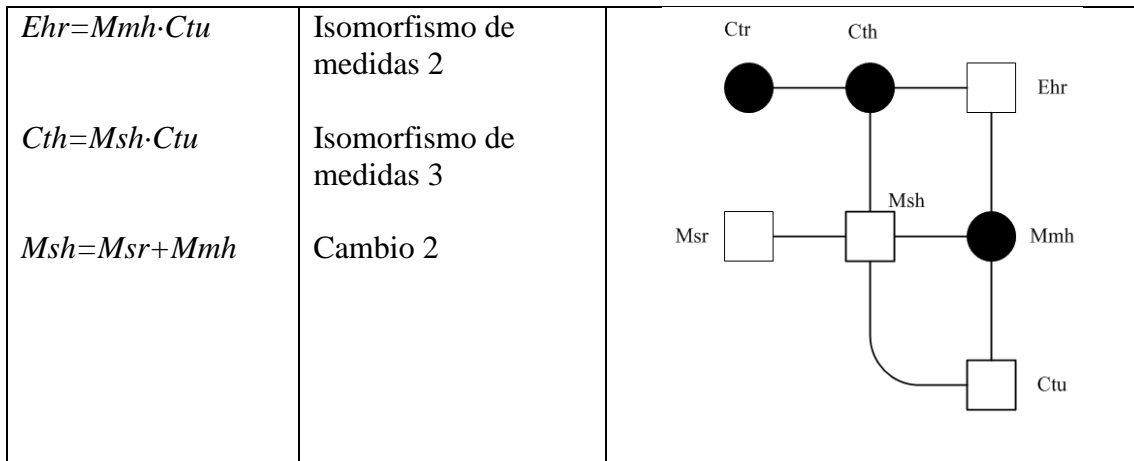 Ehr=Mmh·Ctu
Isomorfismo de
medidas 2
Cth=Msh·Ctu
Isomorfismo de
medidas 3
Msh=Msr+Mmh
Cambio 2
Ctr
Cth
Ehr
Msh
Msr
Mmh
Ctu